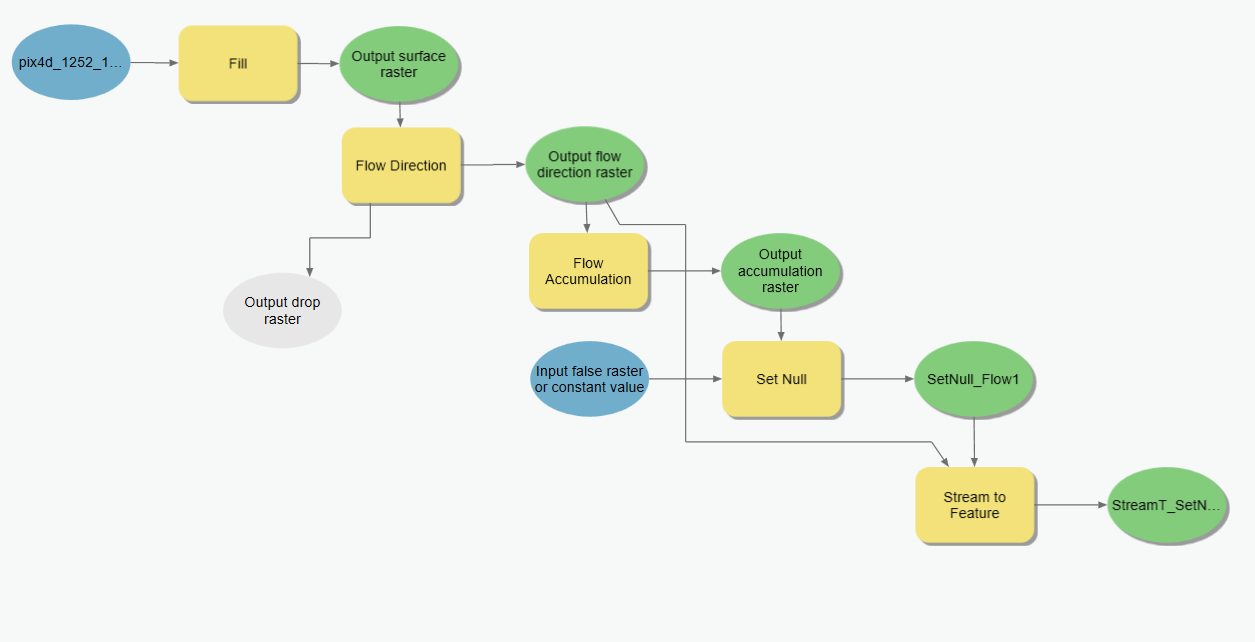 pix4d_1252_1...
Fill
Output surface
raster
Flow Direction
Output flow
direction raster
Output drop
raster
Flow
Accumulation
Output
accumulation
raster
Input false raster
or constant value
Set Null
SetNull_Flow1
Stream to
Feature
StreamT_SetN...